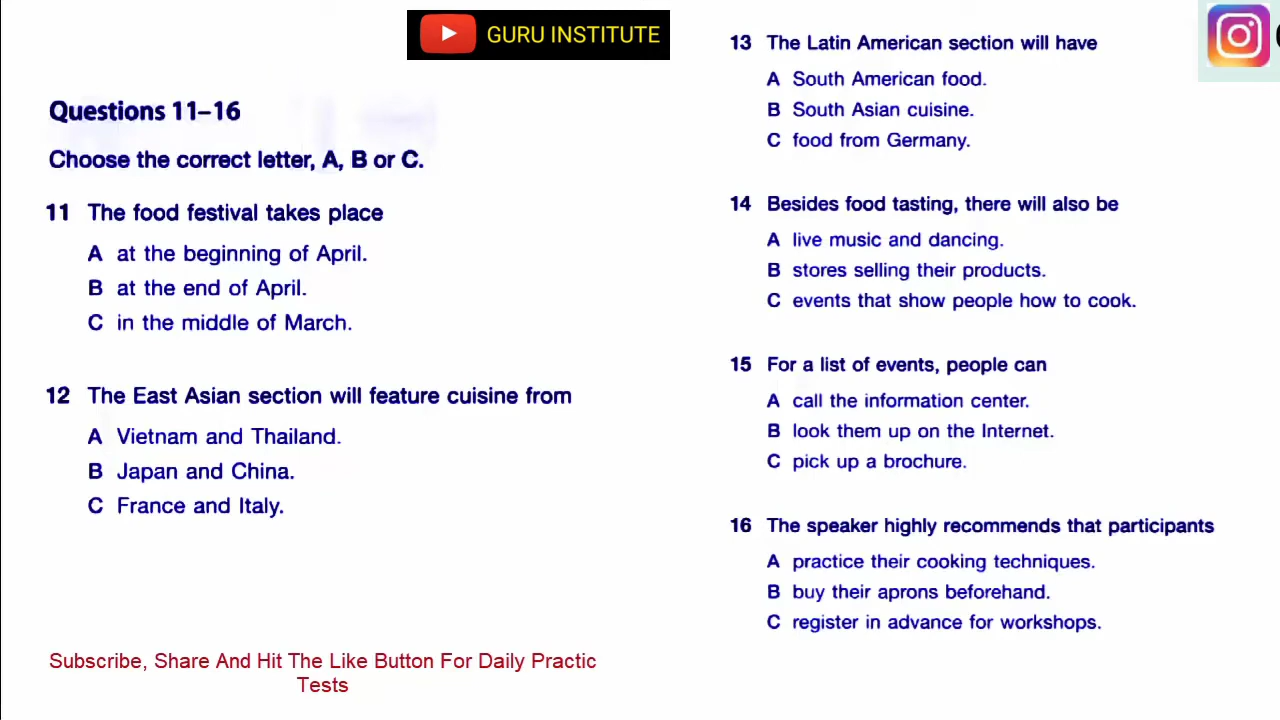 GURU INSTITUTE
Questions 11–16
Choose the correct letter, A, B or C.
11 The food festival takes place
A at the beginning of April.
B at the end of April.
C in the middle of March.
12 The East Asian section will feature cuisine from
A Vietnam and Thailand.
B Japan and China.
C France and Italy.
Subscribe, Share And Hit The Like Button For Daily Practic
Tests
13 The Latin American section will have
A South American food.
B South Asian cuisine.
C food from Germany.
14 Besides food tasting, there will also be
A live music and dancing.
B stores selling their products.
C events that show people how to cook.
15 For a list of events, people can
A call the information center.
B look them up on the Internet.
C pick up a brochure.
16 The speaker highly recommends that participants
A practice their cooking techniques.
B buy their aprons beforehand.
C register in advance for workshops.